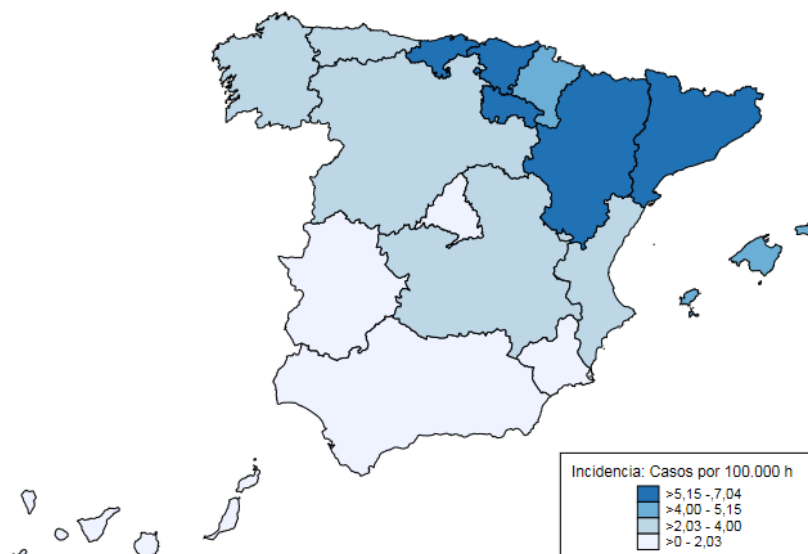 Incidencia: Casos por 100.000 h
>5,15 -,7,04
>4,00 - 5,15
>2,03 - 4,00
>0 - 2,03